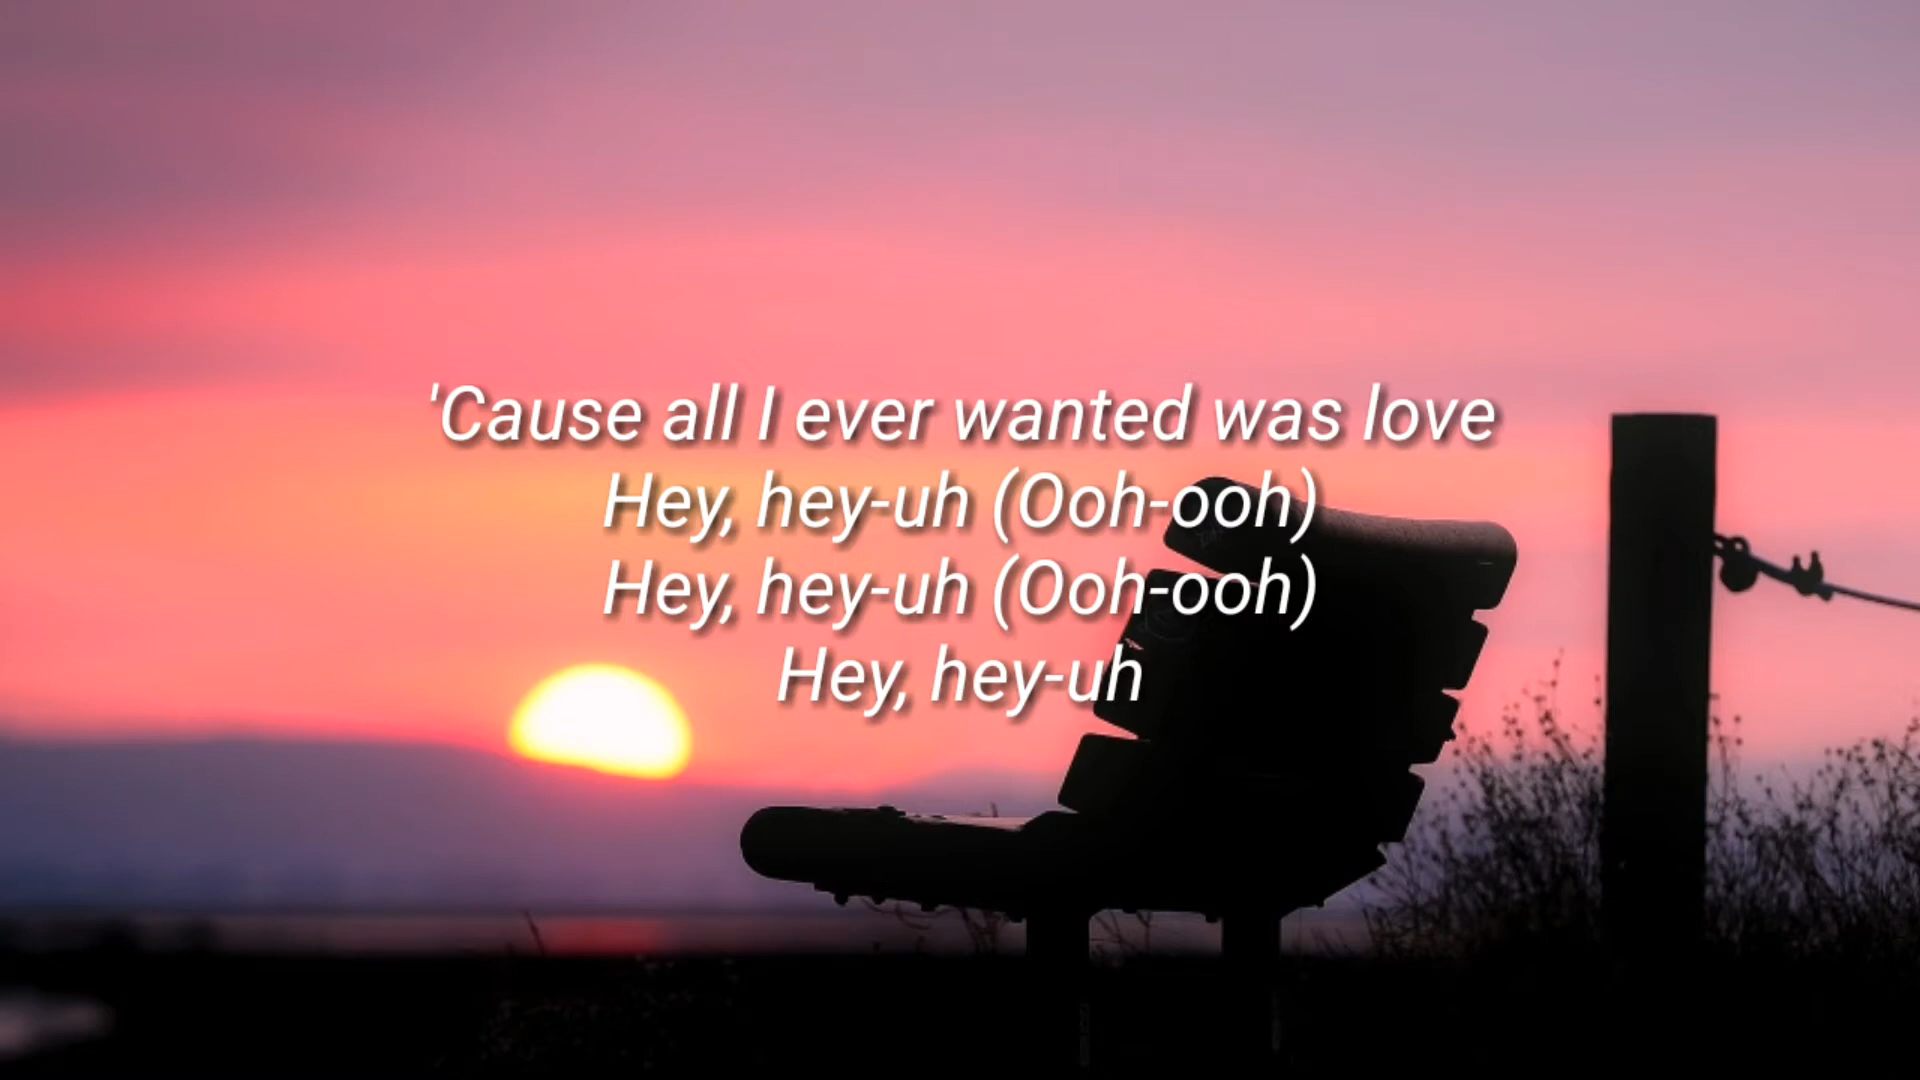 'Cause all I ever wanted was love
Hey, hey-uh (Ooh-ooh)
Hey, hey-uh (Ooh-ooh)
Hey, hey-uh